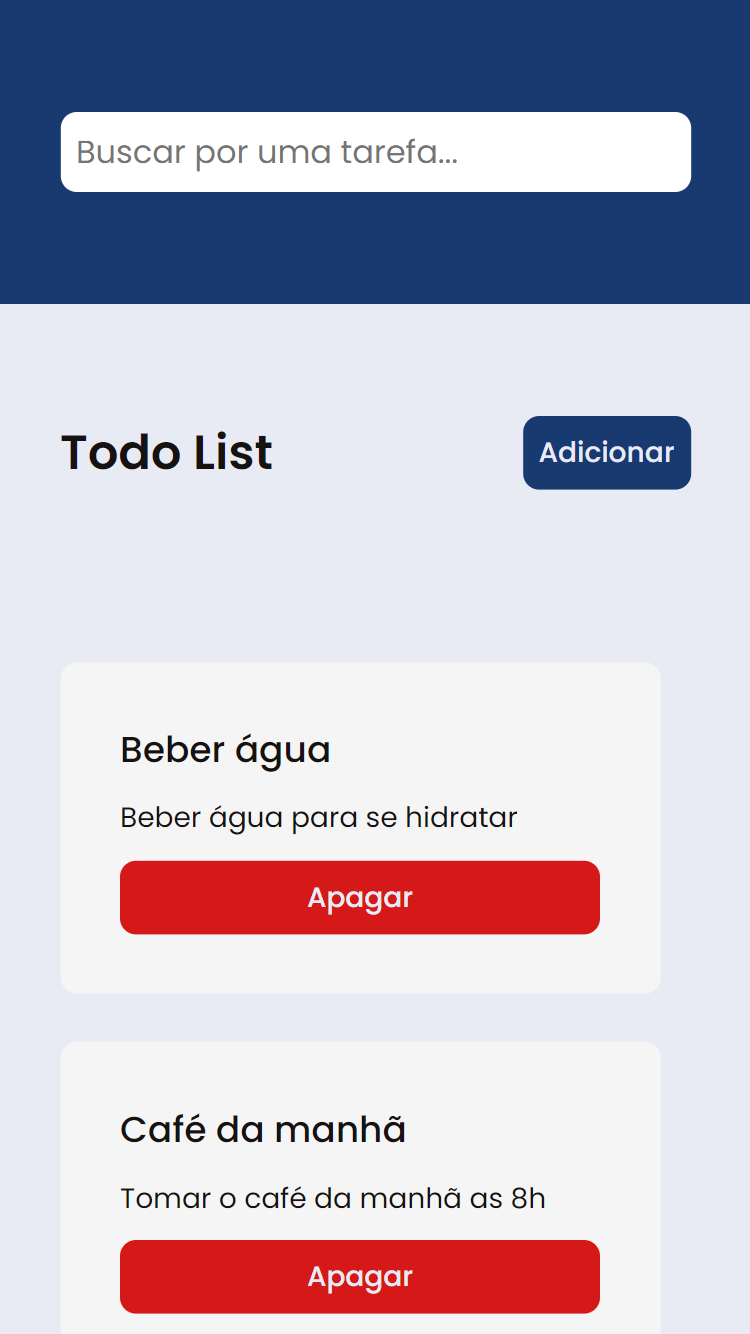 Buscar por uma tarefa...
Todo List
Adicionar
Beber água
Beber água para se hidratar
Apagar
Café da manhã
Tomar o café da manhã as 8h
Apagar